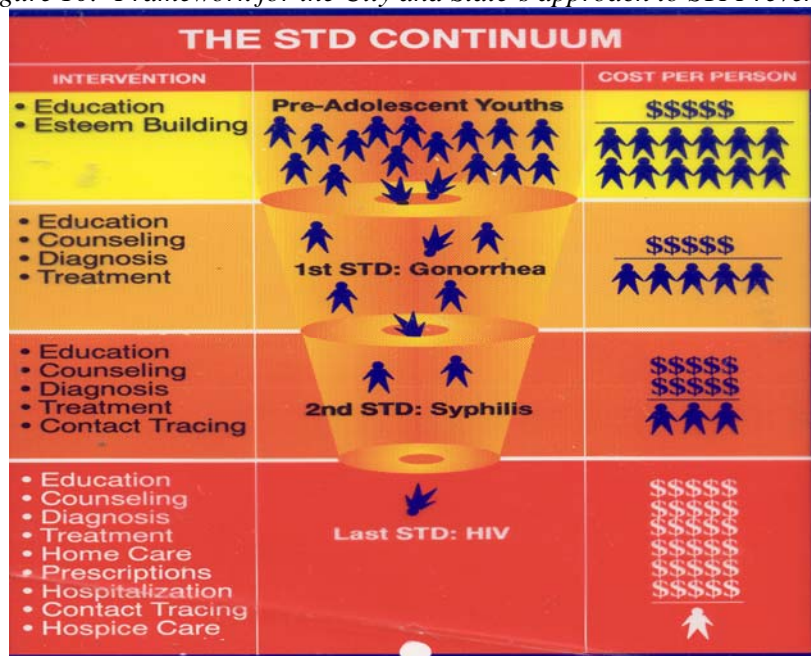 THE STD CONTINUUM
INTERVENTION
COST PER PERSON
• Education
• Esteem Building
Pre-Adolescent Youths
$$$$$
• Education
• Counseling
• Diagnosis
• Treatment
1st STD: Gonorrhea
$$$$$
• Education
• Counseling
• Diagnosis
• Treatment
• Contact Tracing
2nd STD: Syphilis
$$$$$
$$$$$
• Education
• Counseling
• Diagnosis
• Treatment
• Home Care
• Prescriptions
• Hospitalization
• Contact Tracing
• Hospice Care
Last STD: HIV
$$$$$
$$$$$
$$$$$
$$$$$
$$$$$
$$$$$